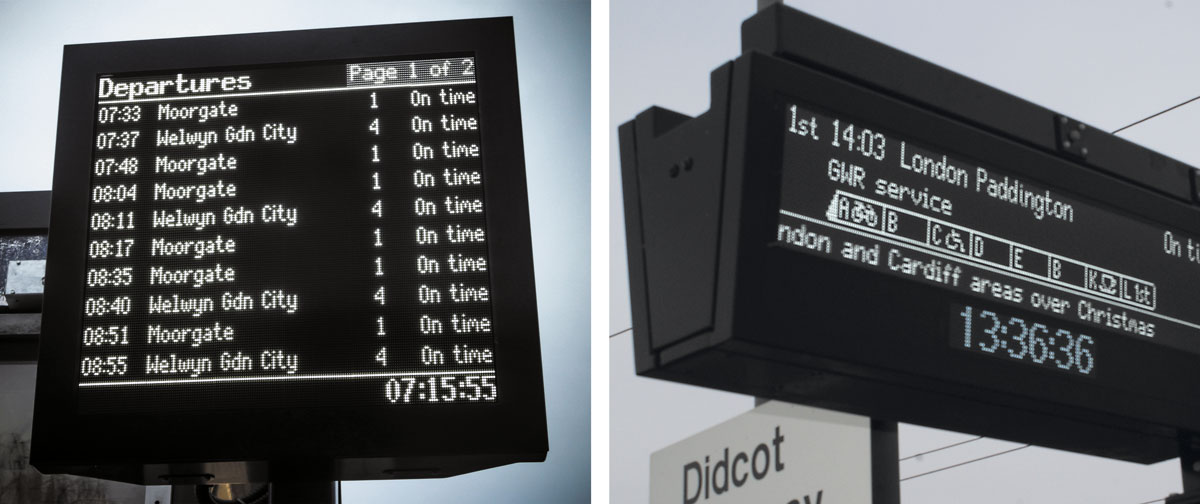 Departures Page 1 of 2
07:33 Moorgate 1 On time
07:37 Welwyn Gdn City 4 On time
07:48 Moorgate 1 On time
08:04 Moorgate 1 On time
08:11 Welwyn Gdn City 4 On time
08:17 Moorgate 1 On time
08:35 Moorgate 1 On time
08:40 Welwyn Gdn City 4 On time
08:51 Moorgate 1 On time
08:55 Welwyn Gdn City 4 On time
07:15:55
1st 14:03 London Paddington On ti
GWR service
A B C D E B K L 1st
ndon and Cardiff areas over Christmas
13:36:36
Didcot